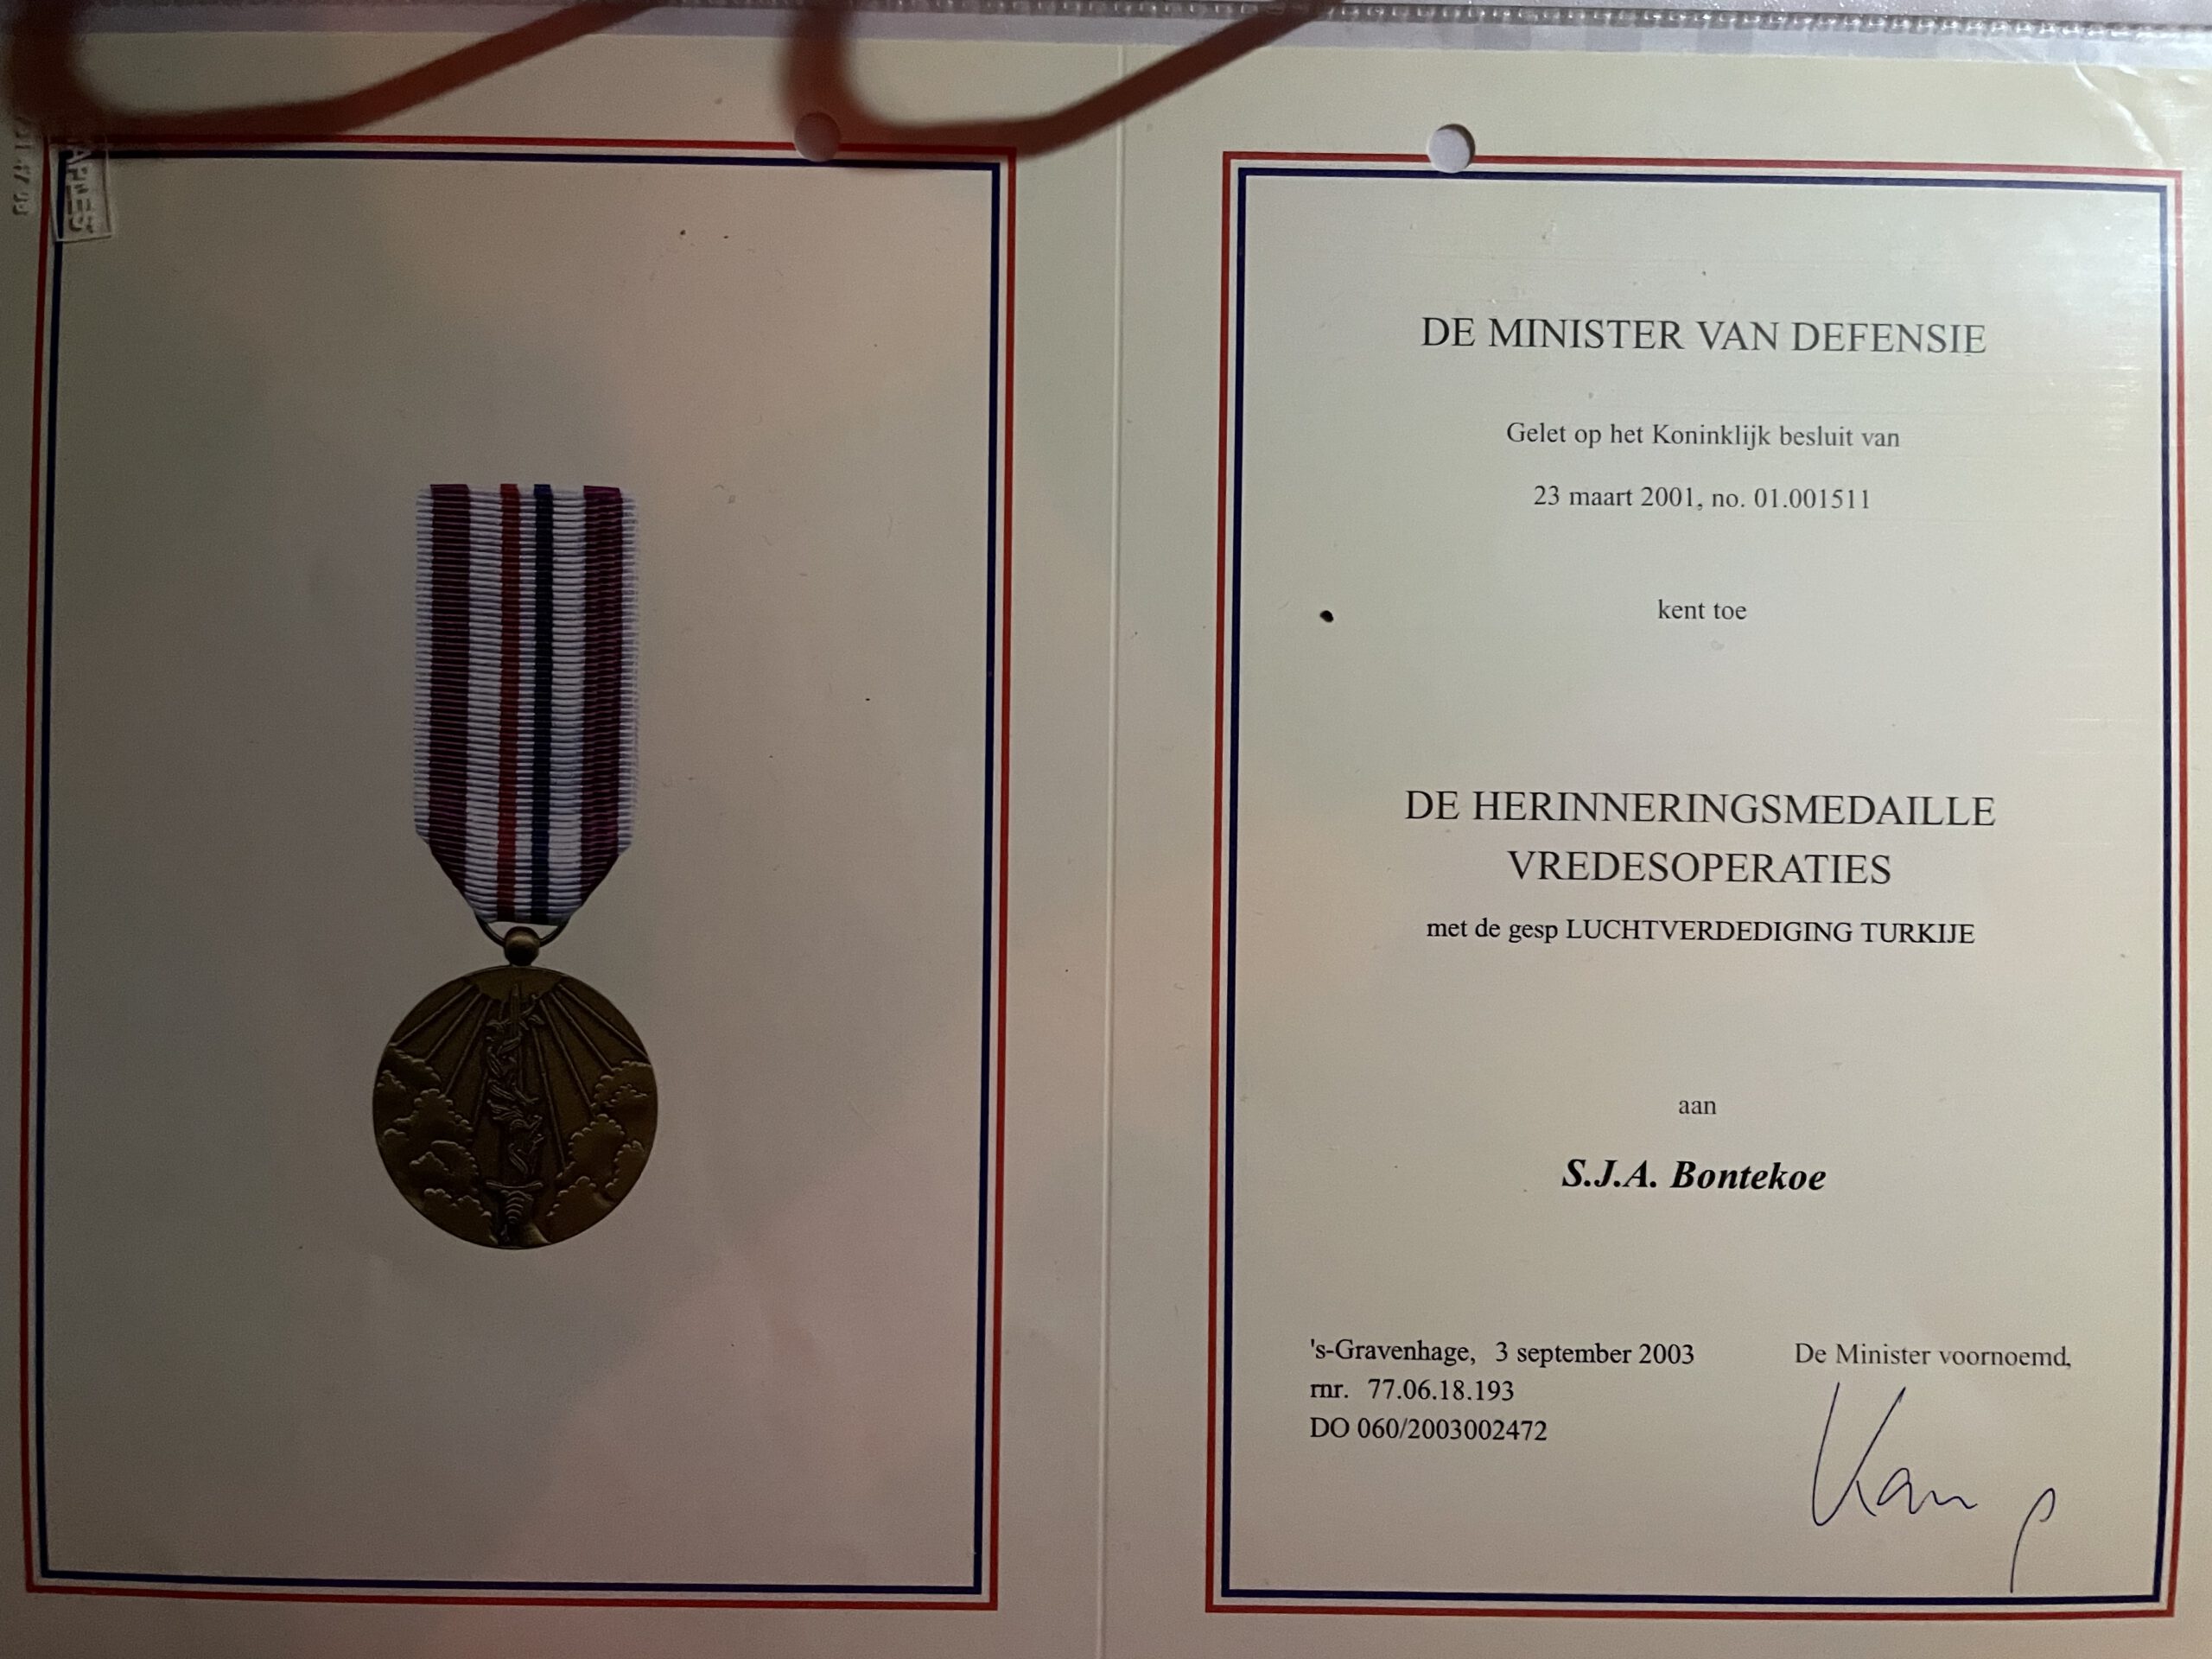 DE MINISTER VAN DEFENSIE
Gelet op het Koninklijk besluit van
23 maart 2001, no. 01.001511
kent toe
DE HERINNERINGSMEDAILLE
VREDESOPERATIES
met de gesp LUCHTVERDEDIGING TURKIJE
aan
S.J.A. Bontekoe
's-Gravenhage, 3 september 2003
De Minister voornoemd,
rnr. 77.06.18.193
DO 060/2003002472
Kamp